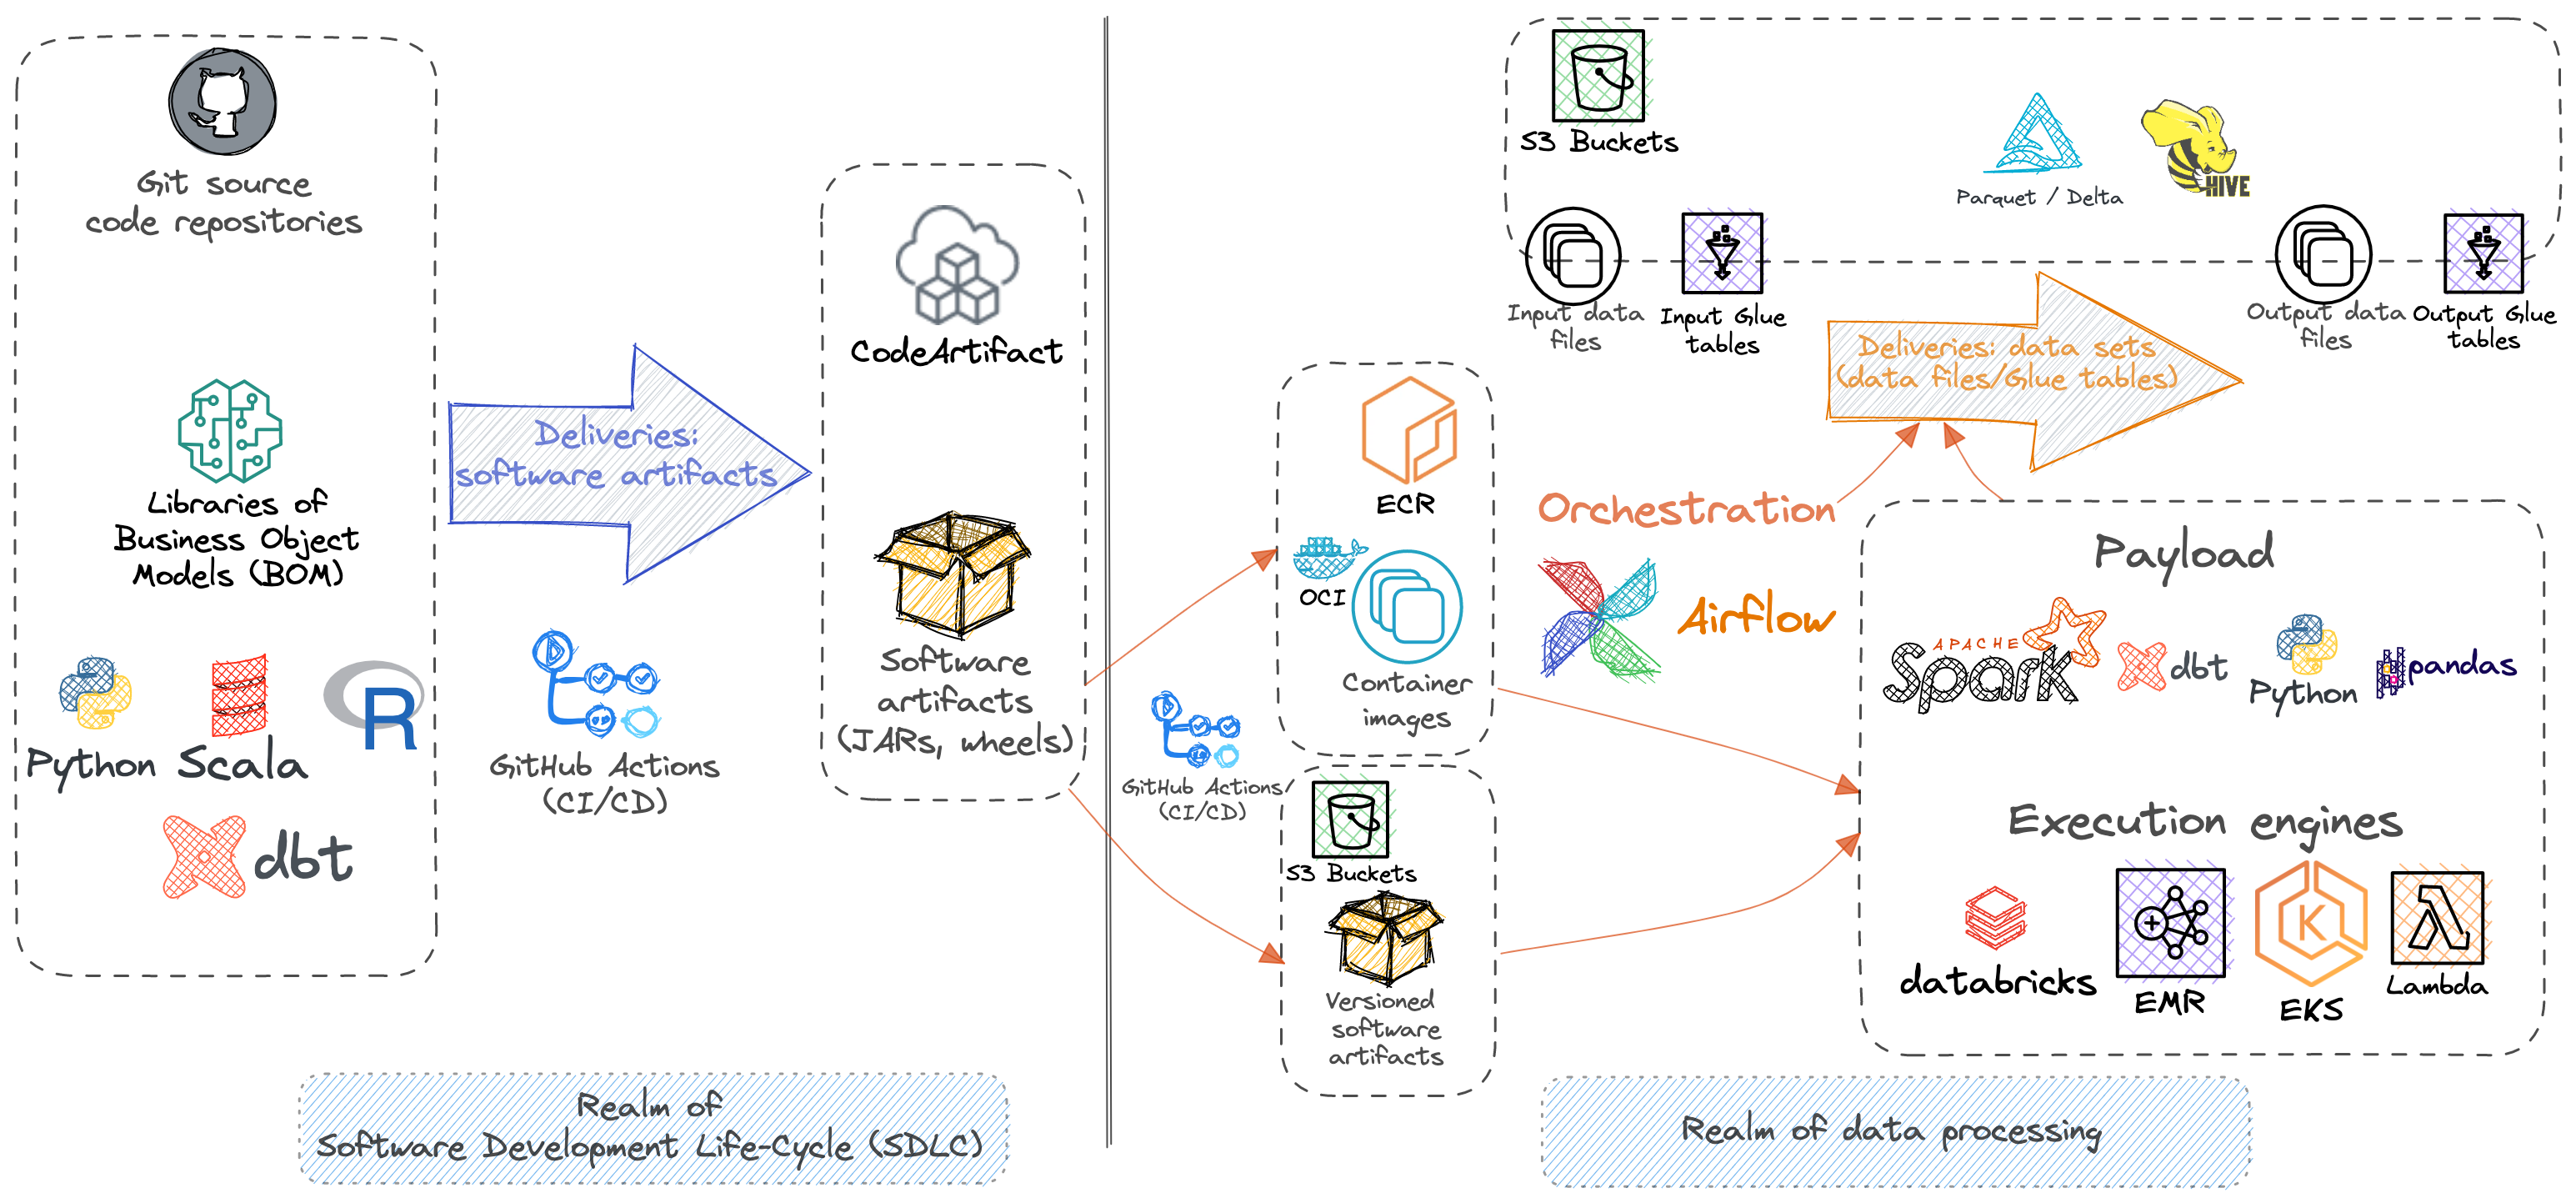 Git source
code repositories
Libraries of
Business Object
Models (BOM)
Python
Scala
R
dbt
Deliveries:
software artifacts
GitHub Actions
(CI/CD)
CodeArtifact
Software
artifacts
(JARs, wheels)
Realm of
Software Development Life-Cycle (SDLC)
GitHub Actions
(CI/CD)
ECR
OCI
Container
images
S3 Buckets
Versioned
software
artifacts
S3 Buckets
Parquet / Delta
HIVE
Input data
files
Input Glue
tables
Deliveries: data sets
(data files/Glue tables)
Output data
files
Output Glue
tables
Orchestration
Airflow
Payload
APACHE
Spark
dbt
Python
pandas
Execution engines
databricks
EMR
K
EKS
Lambda
Realm of data processing